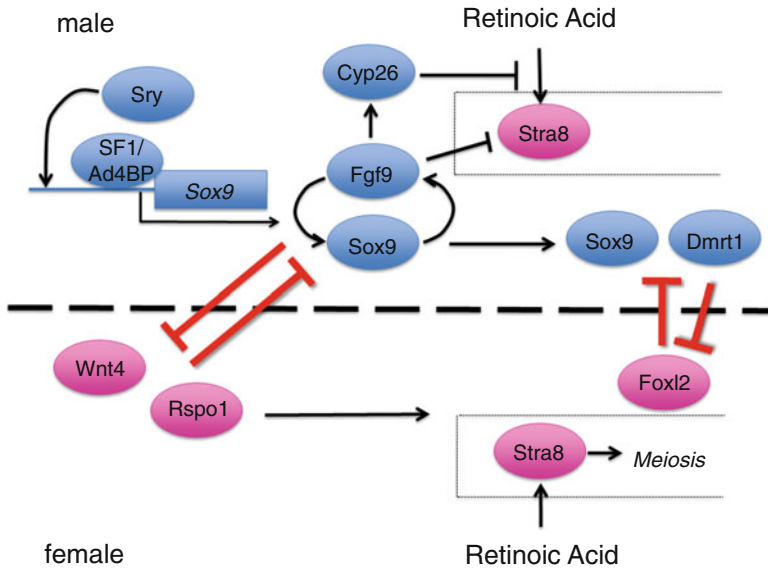 male
Retinoic Acid
Cyp26
Sry
Stra8
SF1/
Ad4BP
Sox9
Fgf9
Sox9
Sox9
Dmrt1
Wnt4
Rspo1
Foxl2
Stra8
Meiosis
female
Retinoic Acid